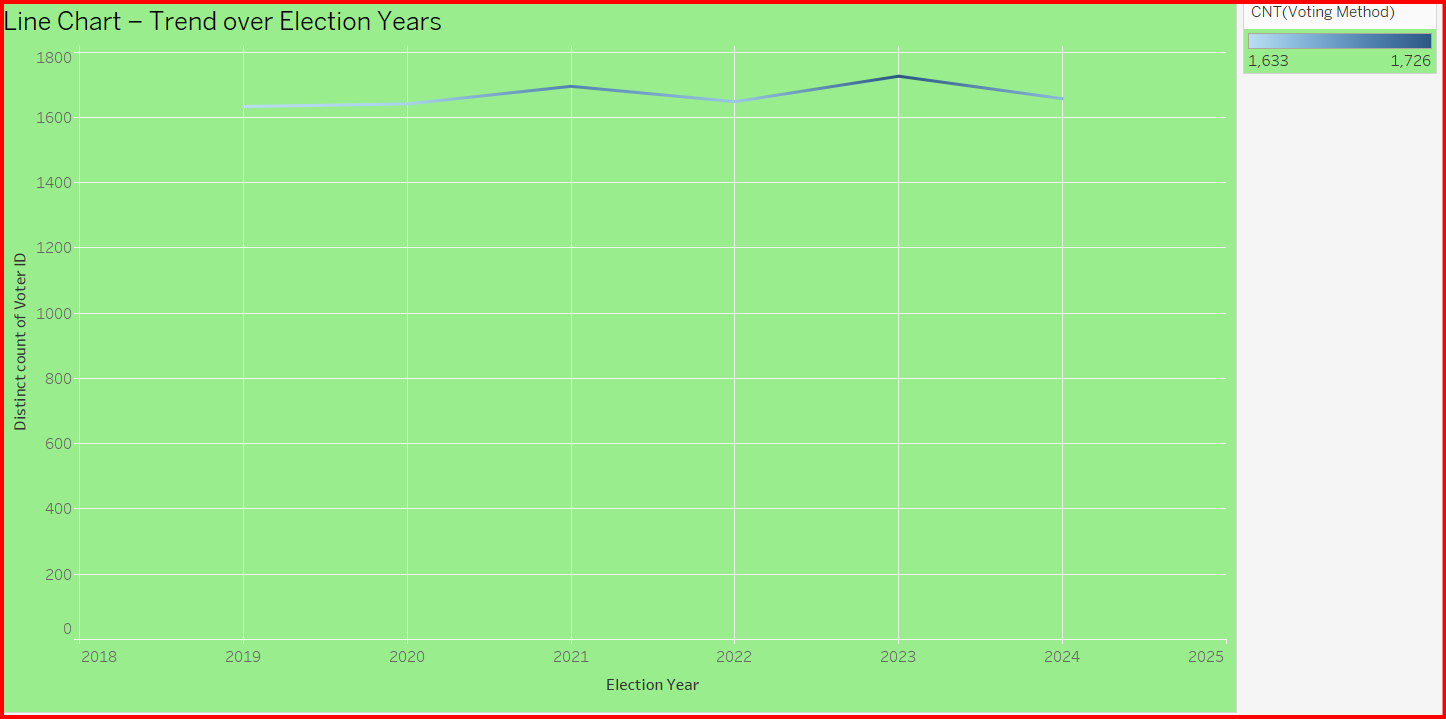 Line Chart – Trend over Election Years
CNT(Voting Method)
1,633 1,726
1800
1600
1400
1200
1000
800
600
400
200
0
Distinct count of Voter ID
2018 2019 2020 2021 2022 2023 2024 2025
Election Year